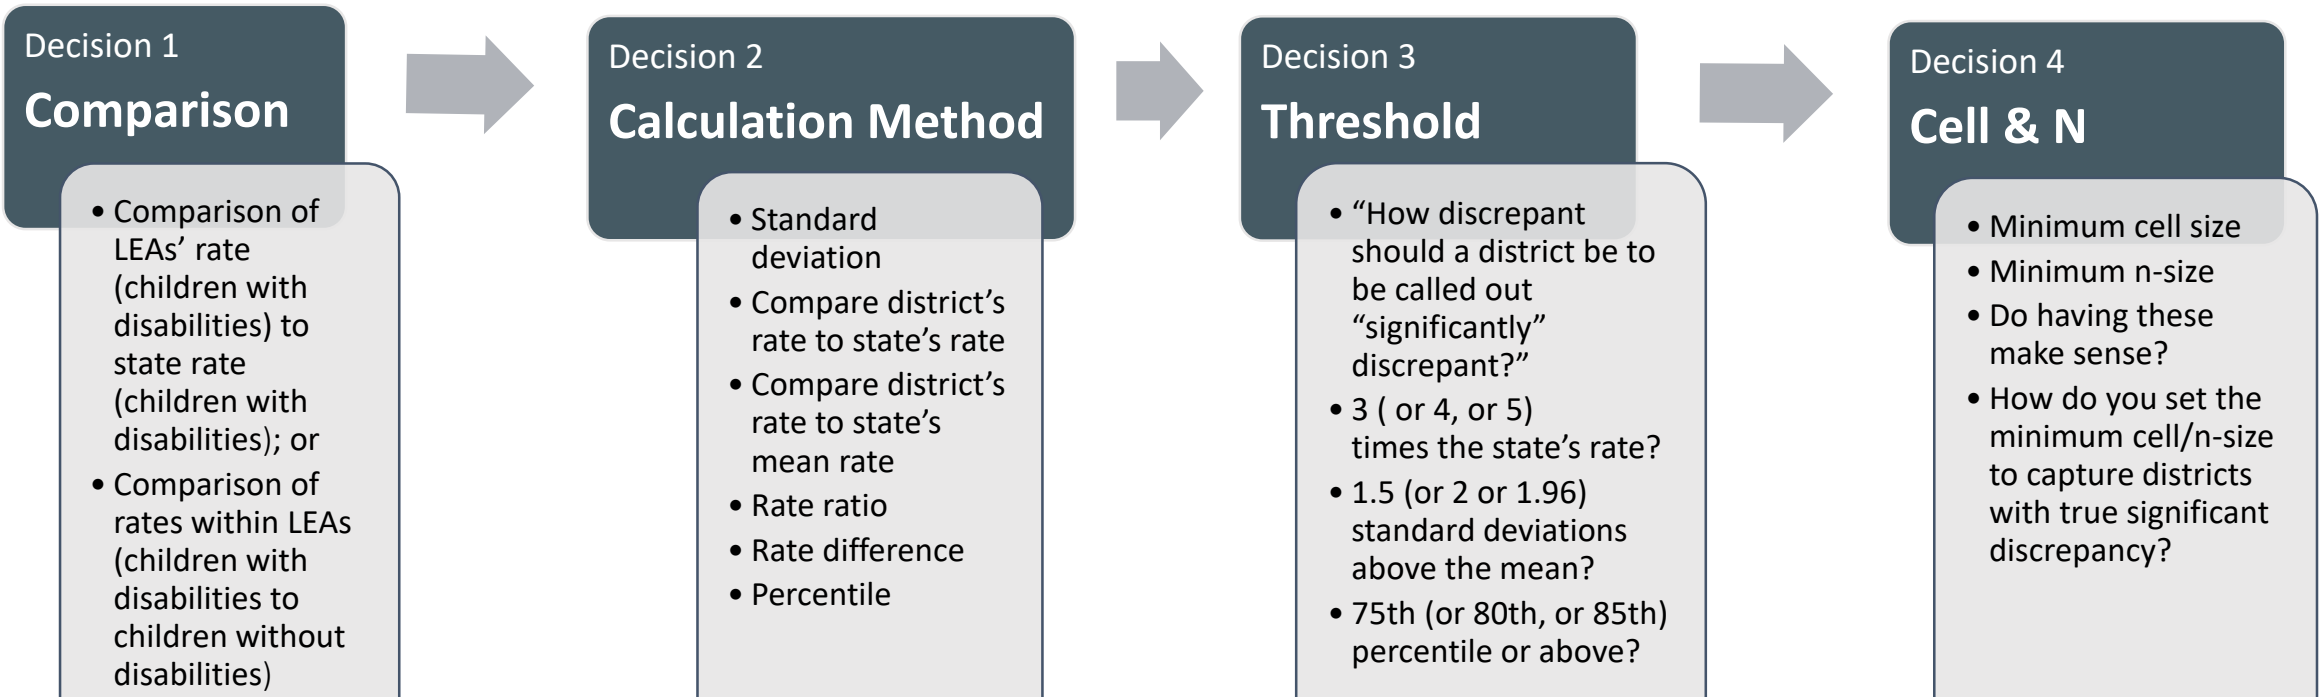 Decision 1
Comparison
• Comparison of
LEAs’ rate
(children with
disabilities) to
state rate
(children with
disabilities); or
• Comparison of
rates within LEAs
(children with
disabilities to
children without
disabilities)
Decision 2
Calculation Method
• Standard
deviation
• Compare district’s
rate to state’s rate
• Compare district’s
rate to state’s
mean rate
• Rate ratio
• Rate difference
• Percentile
Decision 3
Threshold
• “How discrepant
should a district be to
be called out
“significantly”
discrepant?”
• 3 ( or 4, or 5)
times the state’s rate?
• 1.5 (or 2 or 1.96)
standard deviations
above the mean?
• 75th (or 80th, or 85th)
percentile or above?
Decision 4
Cell & N
• Minimum cell size
• Minimum n-size
• Do having these
make sense?
• How do you set the
minimum cell/n-size
to capture districts
with true significant
discrepancy?